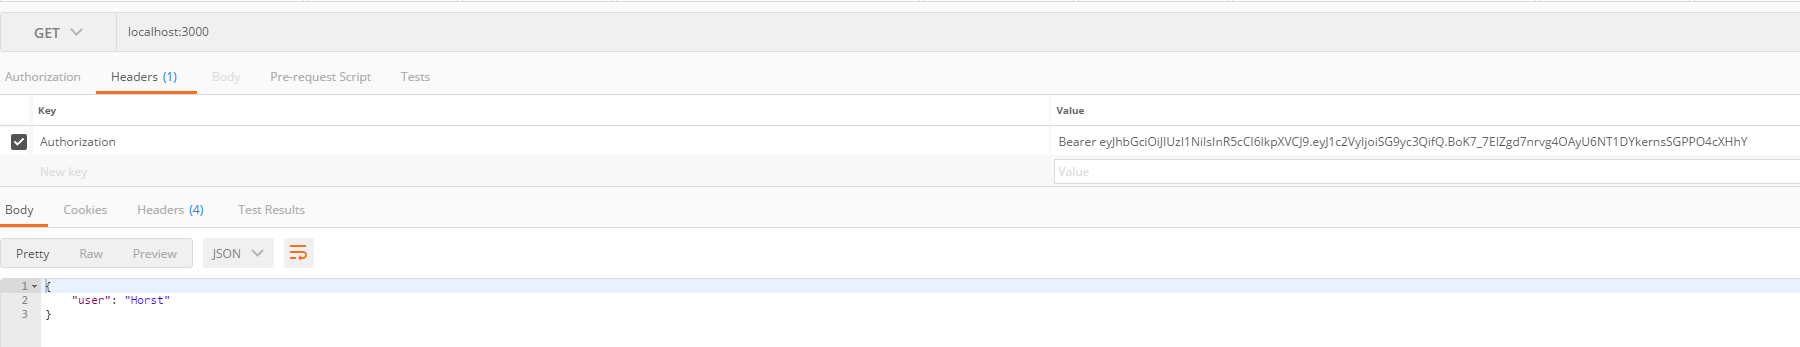 GET localhost:3000
Authorization Headers (1) Body Pre-request Script Tests
Key Value
Authorization Bearer eyJhbGciOiJIUzI1NiIsInR5cCI6IkpXVCJ9.eyJ1c2VyIjoiSG9yc3QifQ.BoK7_7EIZgd7nrvg4OAyU6NT1DYkernsSGPPO4cXHhY
New key Value
Body Cookies Headers (4) Test Results
Pretty Raw Preview JSON
1 {
2 "user": "Horst"
3 }